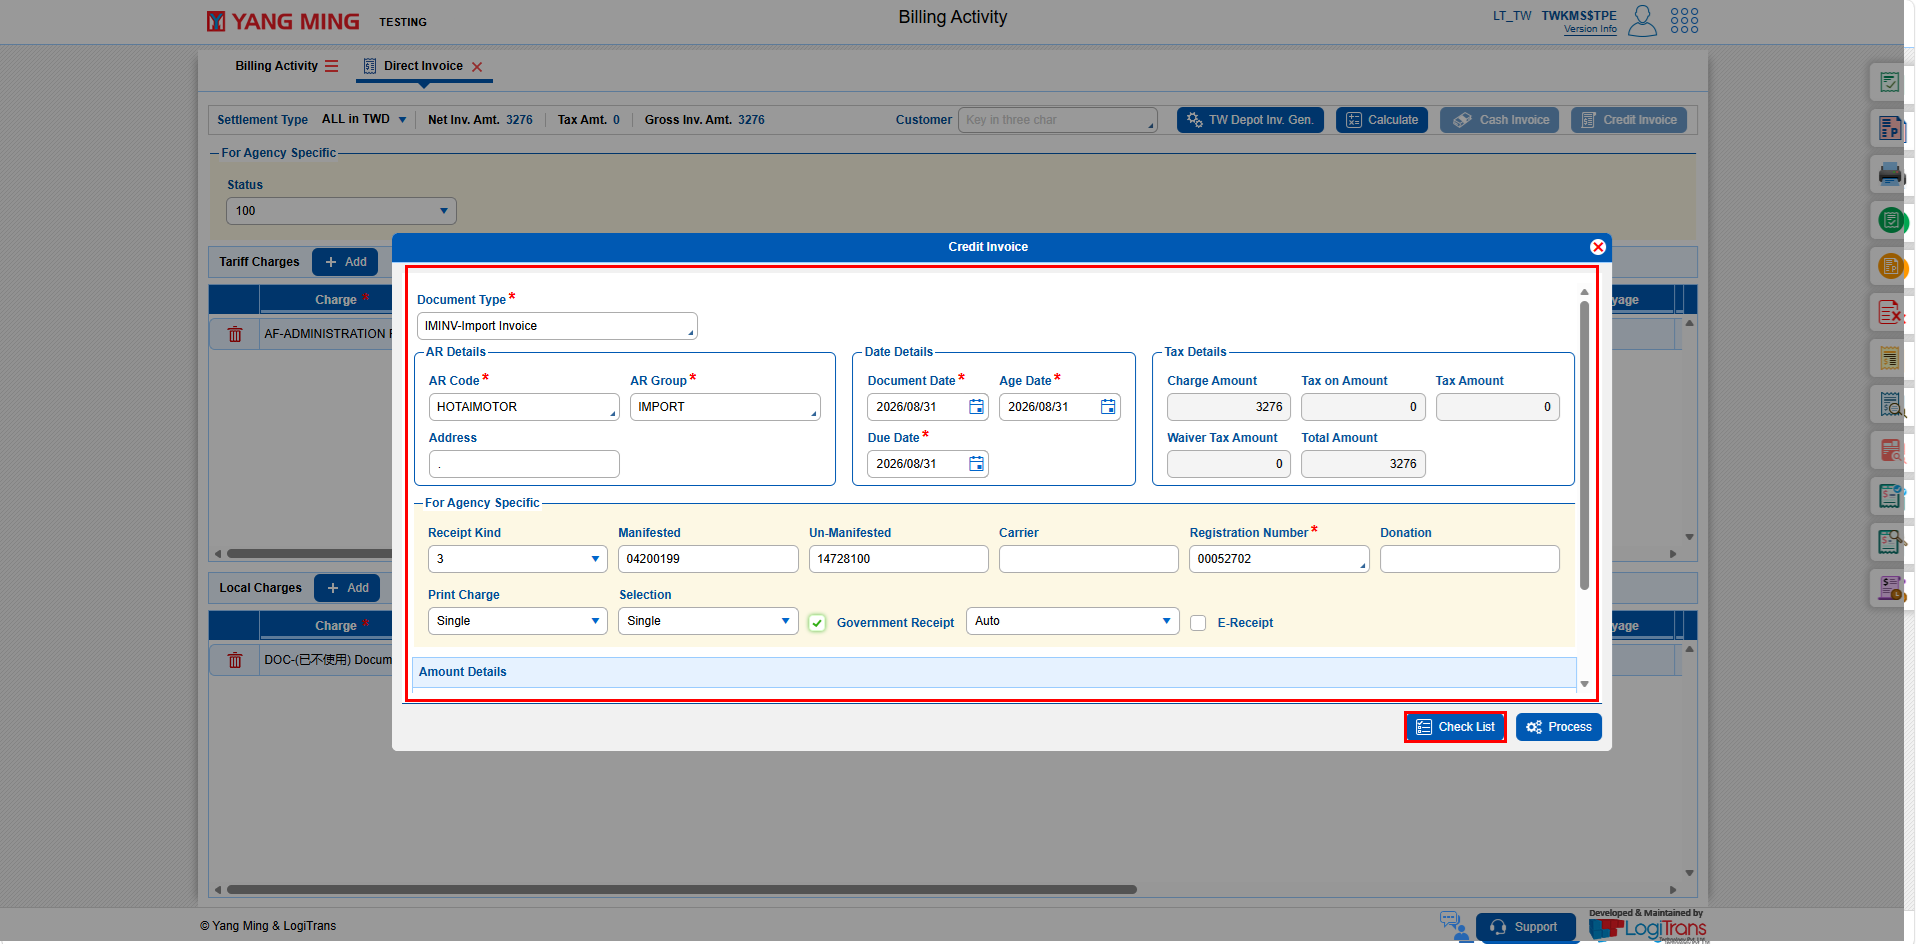 YANG MING TESTING
Billing Activity
LT_TW TWKMS$TPE
Version Info
Billing Activity
Direct Invoice
Settlement Type ALL in TWD Net Inv. Amt. 3276 Tax Amt. 0 Gross Inv. Amt. 3276 Customer Key in three char TW Depot Inv. Gen. Calculate Cash Invoice Credit Invoice
For Agency Specific
Status
100
Tariff Charges + Add
Charge *
yage
AF-ADMINISTRATION
Credit Invoice
Document Type *
IMINV-Import Invoice
AR Details
AR Code * AR Group *
HOTAIMOTOR IMPORT
Address
.
Date Details
Document Date * Age Date *
2026/08/31 2026/08/31
Due Date *
2026/08/31
Tax Details
Charge Amount Tax on Amount Tax Amount
3276 0 0
Waiver Tax Amount Total Amount
0 3276
For Agency Specific
Receipt Kind Manifested Un-Manifested Carrier Registration Number * Donation
3 04200199 14728100 00052702
Print Charge Selection
Single Single Government Receipt Auto E-Receipt
Amount Details
Check List Process
Local Charges + Add
Charge *
yage
DOC-(已不使用) Docum
© Yang Ming & LogiTrans
Support
Developed & Maintained by
LogiTrans